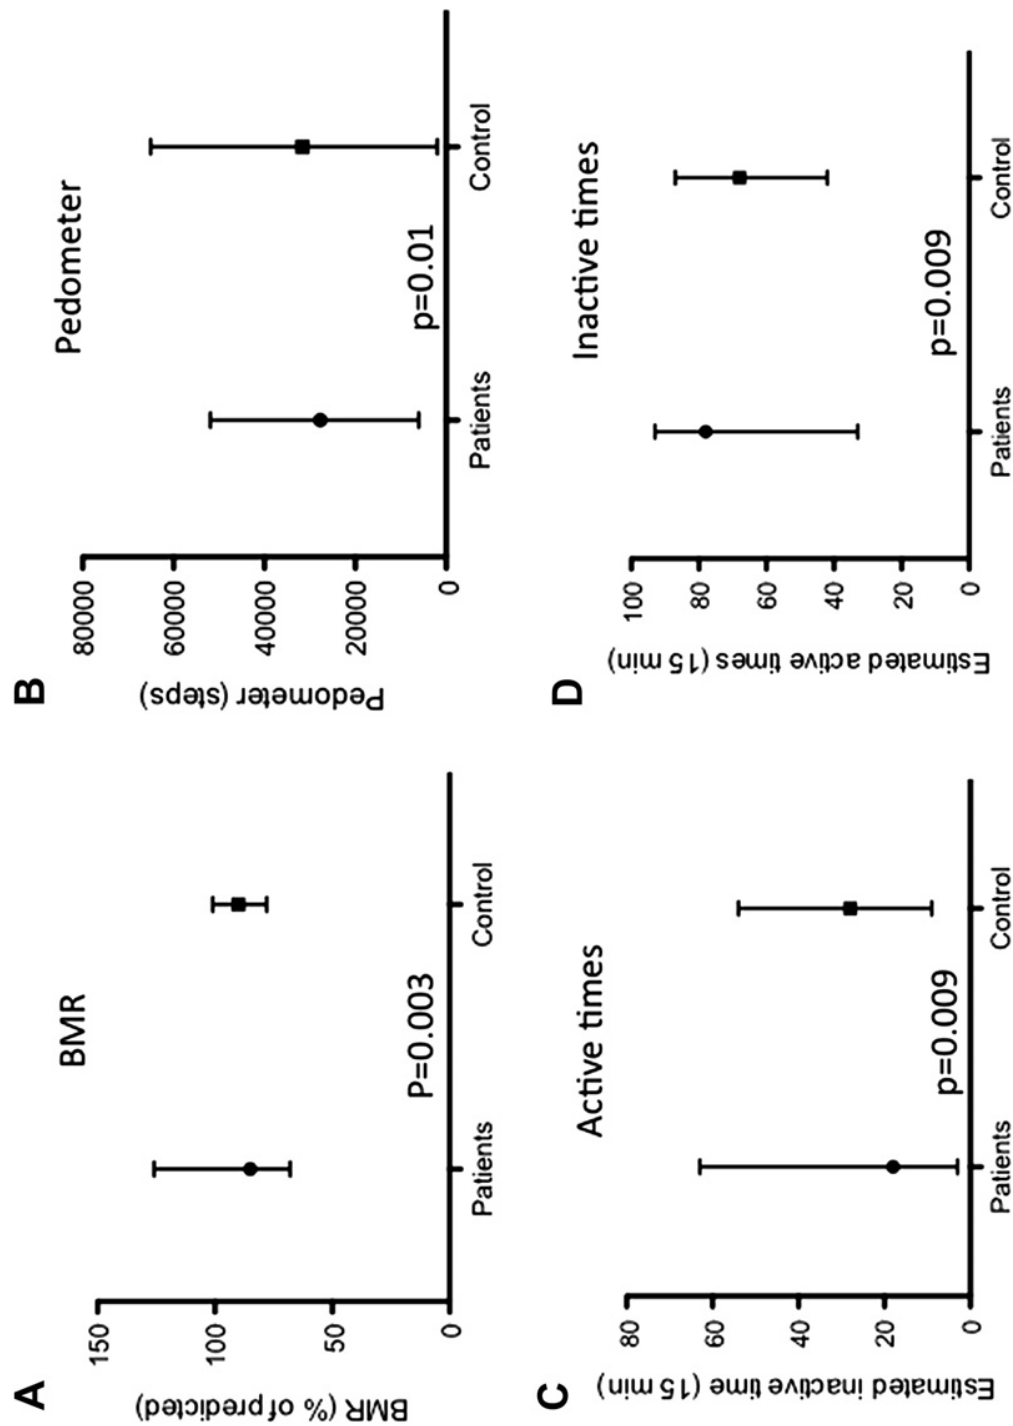 A
BMR
BMR (% of predicted)
150
100
50
0
Patients
Control
P=0.003
B
Pedometer
Pedometer (steps)
80000
60000
40000
20000
0
Patients
Control
p=0.01
C
Active times
Estimated inactive time (15 min)
80
60
40
20
0
Patients
Control
p=0.009
D
Inactive times
Estimated active times (15 min)
100
80
60
40
20
0
Patients
Control
p=0.009